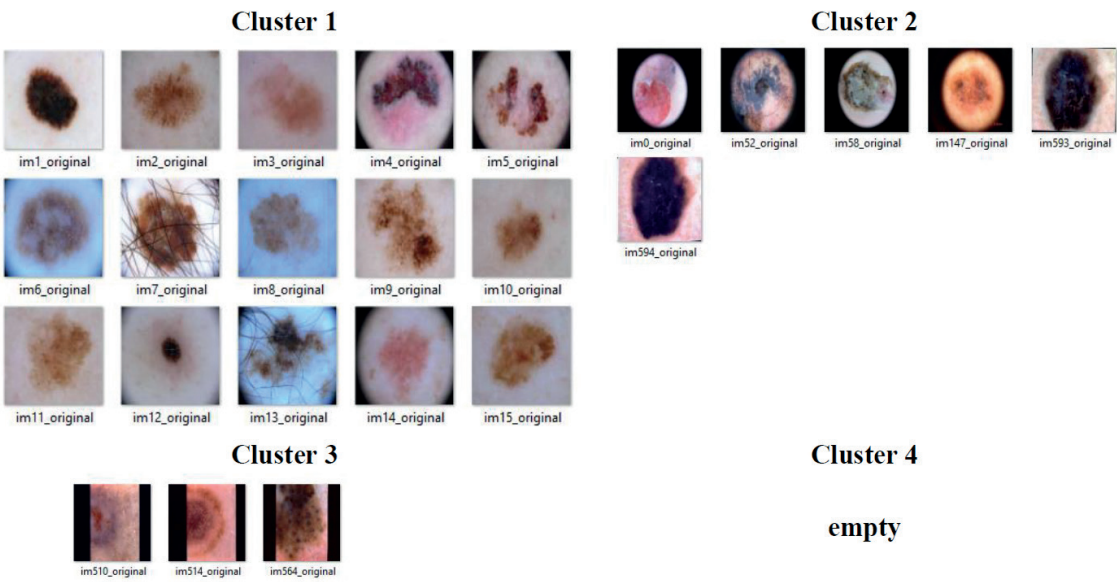 Cluster 1
im1_original im2_original im3_original im4_original im5_original
im6_original im7_original im8_original im9_original im10_original
im11_original im12_original im13_original im14_original im15_original
Cluster 2
im0_original im52_original im58_original im147_original im593_original
im594_original
Cluster 3
im510_original im514_original im564_original
Cluster 4
empty